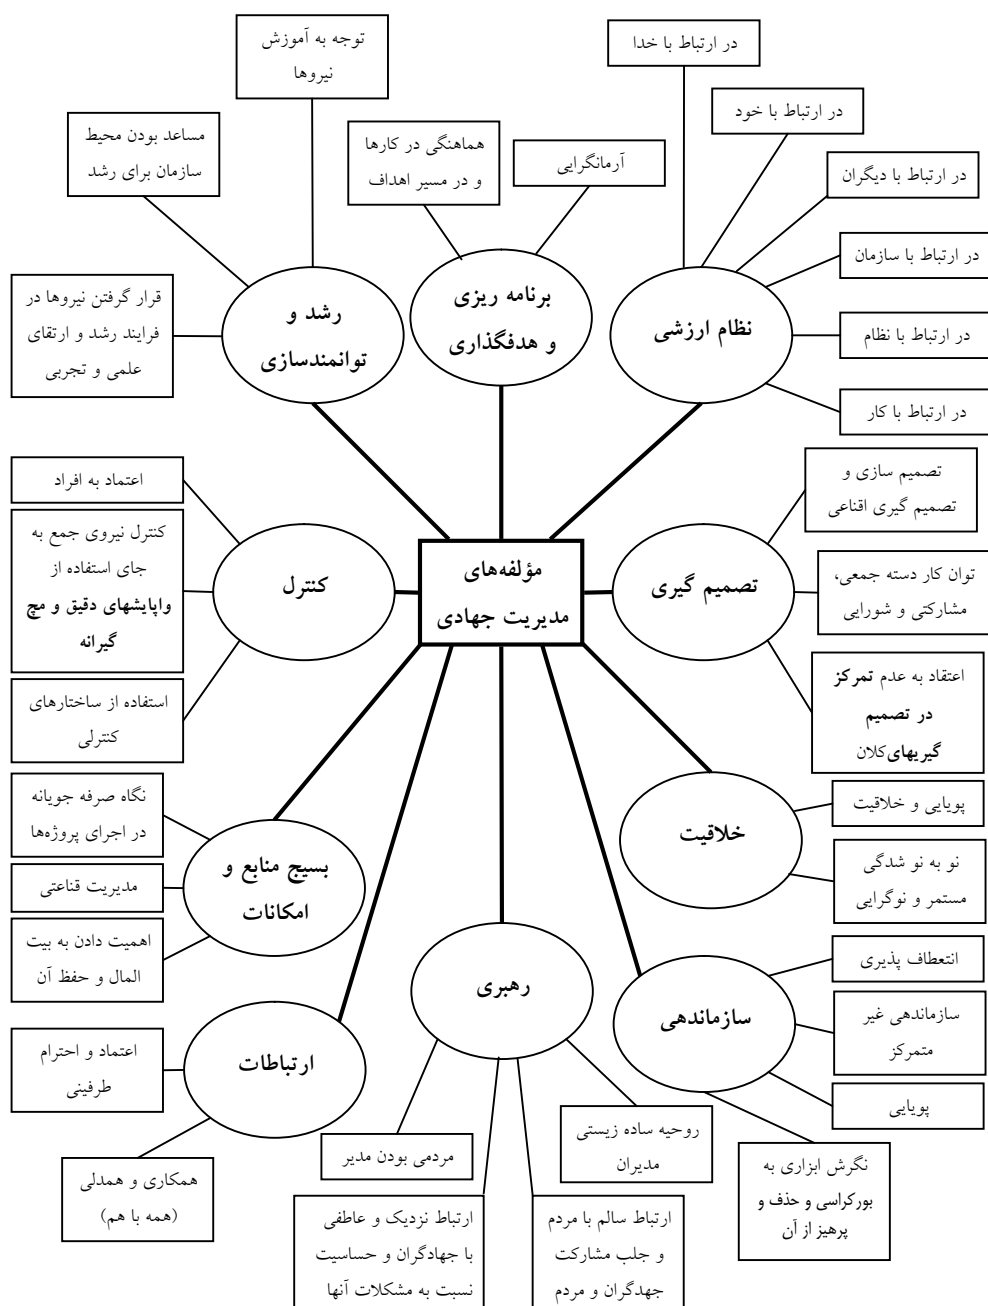 مؤلفه‌های
مدیریت جهادی
نظام ارزشی
در ارتباط با خدا
در ارتباط با خود
در ارتباط با دیگران
در ارتباط با سازمان
در ارتباط با نظام
در ارتباط با کار
برنامه ریزی
و هدفگذاری
آرمانگرایی
هماهنگی در کارها
و در مسیر اهداف
رشد و
توانمندسازی
توجه به آموزش
نیروها
مساعد بودن محیط
سازمان برای رشد
قرار گرفتن نیروها در
فرایند رشد و ارتقای
علمی و تجربی
تصمیم گیری
تصمیم سازی و
تصمیم گیری اقناعی
توان کار دسته جمعی،
مشارکتی و شورایی
اعتقاد به عدم تمرکز
در تصمیم
گیریهای‌کلان
کنترل
اعتماد به افراد
کنترل نیروی جمع به
جای استفاده از
واپایشهای دقیق و مچ
گیرانه
استفاده از ساختارهای
کنترلی
خلاقیت
پویایی و خلاقیت
نو به نو شدگی
مستمر و نوگرایی
بسیج منابع و
امکانات
نگاه صرفه جویانه
در اجرای پروژه‌ها
مدیریت قناعتی
اهمیت دادن به بیت
المال و حفظ آن
سازماندهی
انتعطاف پذیری
سازماندهی غیر
متمرکز
پویایی
نگرش ابزاری به
بورکراسی و حذف و
پرهیز از آن
رهبری
روحیه ساده زیستی
مدیران
ارتباط سالم با مردم
و جلب مشارکت
جهدگران و مردم
ارتباط نزدیک و عاطفی
با جهادگران و حساسیت
نسبت به مشکلات آنها
مردمی بودن مدیر
ارتباطات
اعتماد و احترام
طرفینی
همکاری و همدلی
(همه با هم)